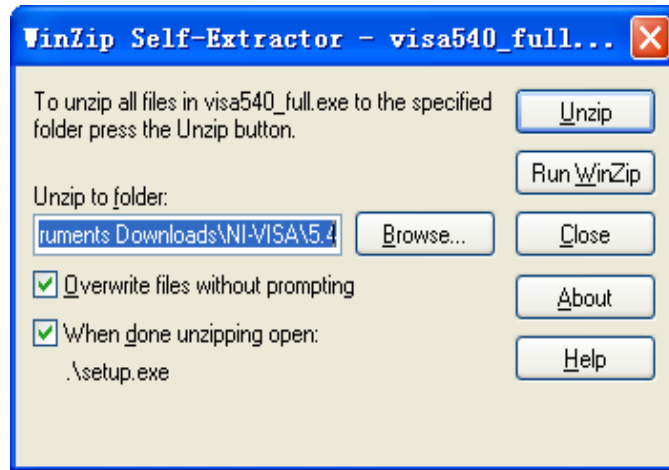 WinZip Self-Extractor - visa540_full...
To unzip all files in visa540_full.exe to the specified
folder press the Unzip button.
Unzip
Run WinZip
Unzip to folder:
ruments Downloads\NI-VISA\5.4
Browse...
Close
Overwrite files without prompting
About
When done unzipping open:
.\setup.exe
Help